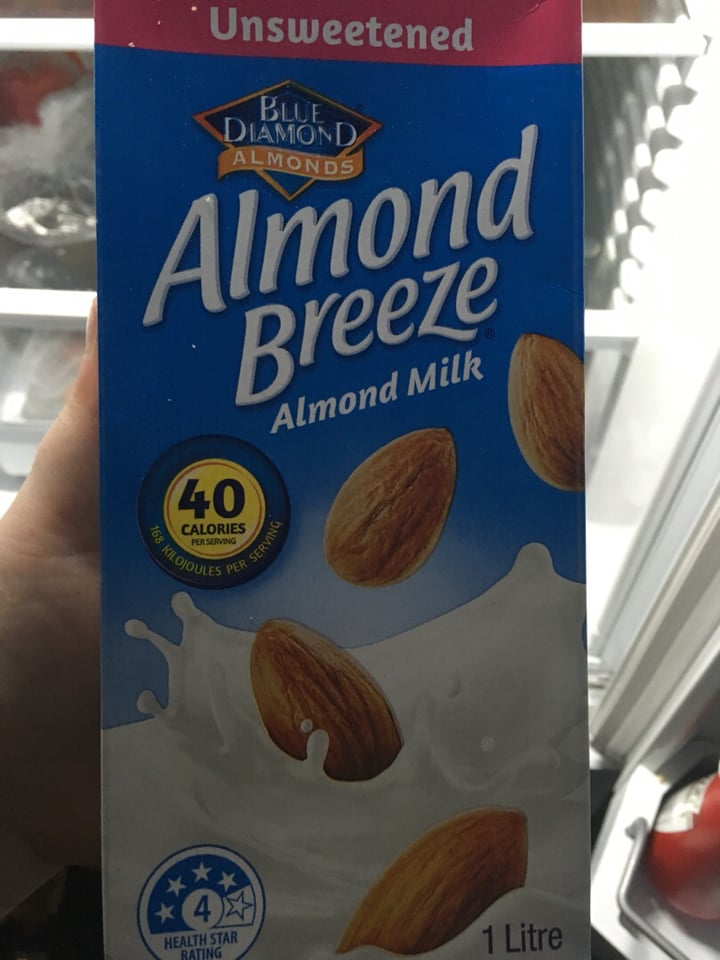 Unsweetened
BLUE
DIAMOND®
ALMONDS
Almond
Breeze®
Almond Milk
40
CALORIES
PER SERVING
168 KILOJOULES PER SERVING
4
HEALTH STAR
RATING
1 Litre